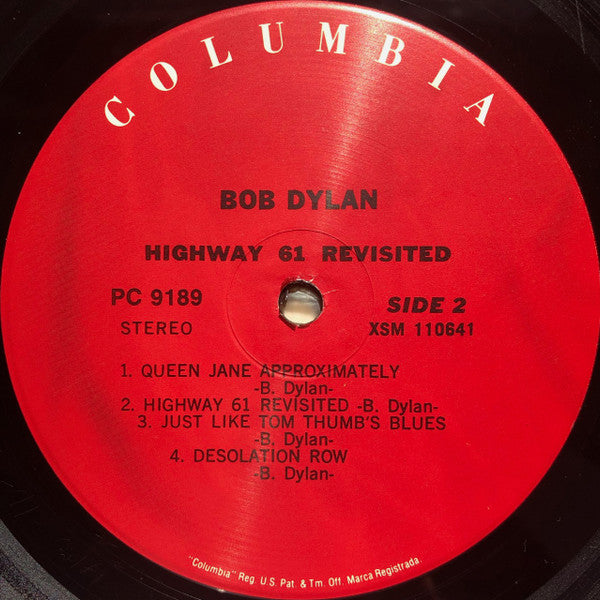 COLUMBIA
BOB DYLAN
HIGHWAY 61 REVISITED
PC 9189
SIDE 2
STEREO
XSM 110641
1. QUEEN JANE APPROXIMATELY
-B. Dylan-
2. HIGHWAY 61 REVISITED -B. Dylan-
3. JUST LIKE TOM THUMB'S BLUES
-B. Dylan-
4. DESOLATION ROW
-B. Dylan-
"Columbia" Reg. U.S. Pat. & Tm. Off. Marca Registrada.